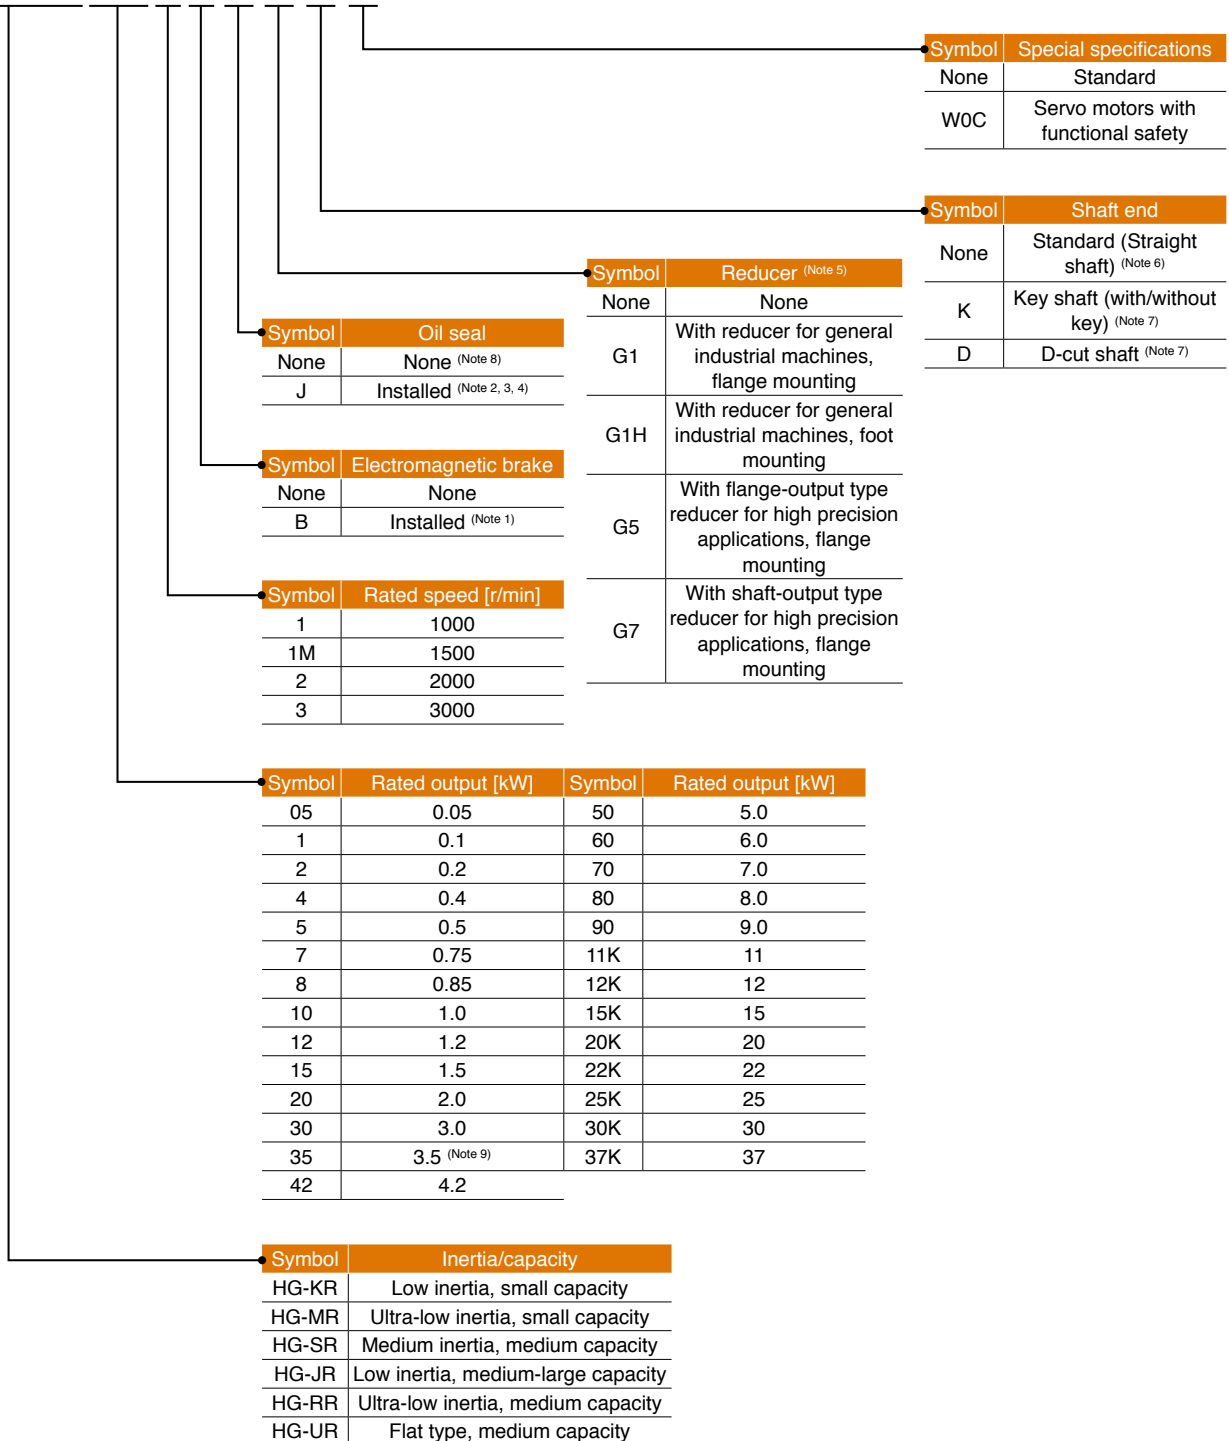 Symbol Special specifications
None Standard
W0C Servo motors with
functional safety
Symbol Shaft end
None Standard (Straight
shaft) (Note 6)
K Key shaft (with/without
key) (Note 7)
D D-cut shaft (Note 7)
Symbol Reducer (Note 5)
None None
G1 With reducer for general
industrial machines,
flange mounting
G1H With reducer for general
industrial machines, foot
mounting
G5 With flange-output type
reducer for high precision
applications, flange
mounting
G7 With shaft-output type
reducer for high precision
applications, flange
mounting
Symbol Oil seal
None None (Note 8)
J Installed (Note 2, 3, 4)
Symbol Electromagnetic brake
None None
B Installed (Note 1)
Symbol Rated speed [r/min]
1 1000
1M 1500
2 2000
3 3000
Symbol Rated output [kW] Symbol Rated output [kW]
05 0.05 50 5.0
1 0.1 60 6.0
2 0.2 70 7.0
4 0.4 80 8.0
5 0.5 90 9.0
7 0.75 11K 11
8 0.85 12K 12
10 1.0 15K 15
12 1.2 20K 20
15 1.5 22K 22
20 2.0 25K 25
30 3.0 30K 30
35 3.5 (Note 9) 37K 37
42 4.2
Symbol Inertia/capacity
HG-KR Low inertia, small capacity
HG-MR Ultra-low inertia, small capacity
HG-SR Medium inertia, medium capacity
HG-JR Low inertia, medium-large capacity
HG-RR Ultra-low inertia, medium capacity
HG-UR Flat type, medium capacity